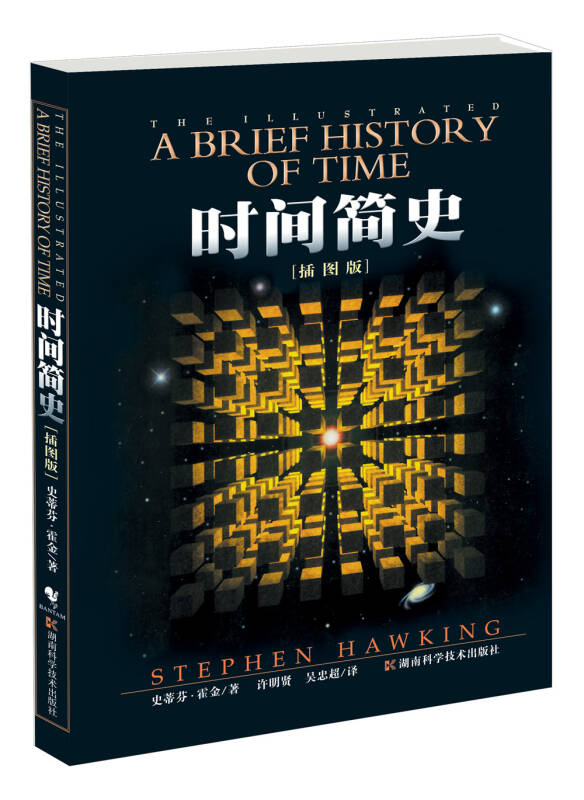 THE ILLUSTRATED
A BRIEF HISTORY
OF TIME
时间简史
[插图版]
STEPHEN HAWKING
史蒂芬·霍金/著 许明贤 吴忠超/译 湖南科学技术出版社
THE ILLUSTRATED
A BRIEF HISTORY OF TIME
时间简史
[插图版]
史蒂芬·霍金/著
BANTAM
湖南科学技术出版社